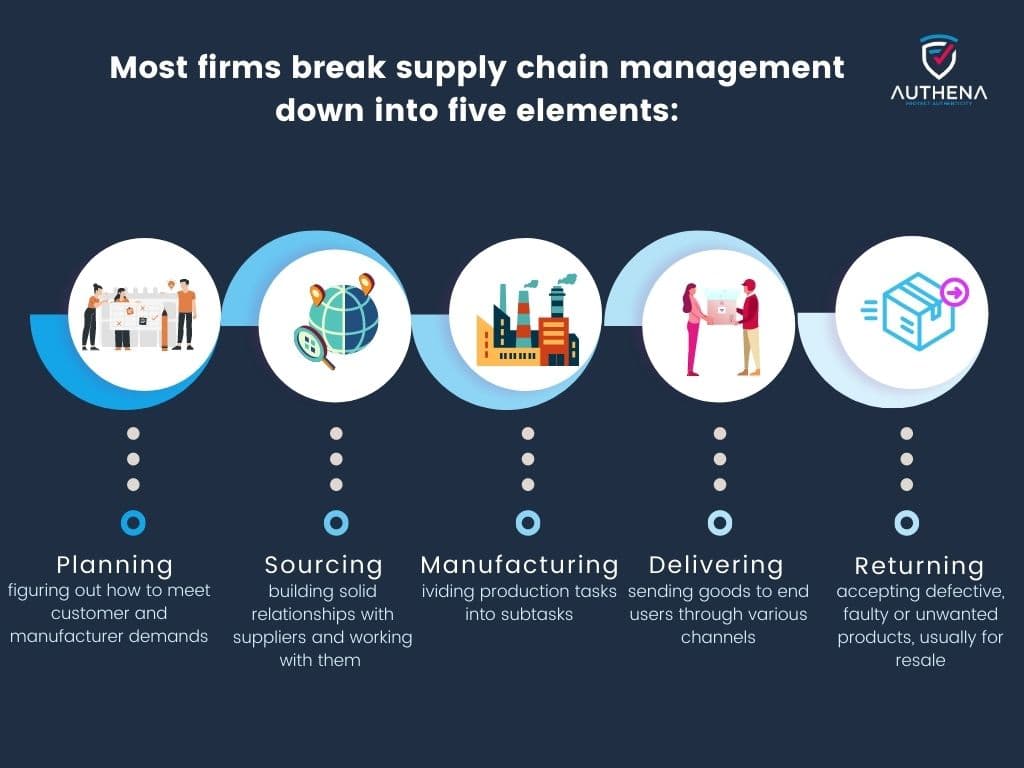 Most firms break supply chain management
down into five elements:
AUTHENA
PROTECT AUTHENTICITY
Planning
figuring out how to meet
customer and
manufacturer demands
Sourcing
building solid
relationships with
suppliers and working
with them
Manufacturing
ividing production tasks
into subtasks
Delivering
sending goods to end
users through various
channels
Returning
accepting defective,
faulty or unwanted
products, usually for
resale